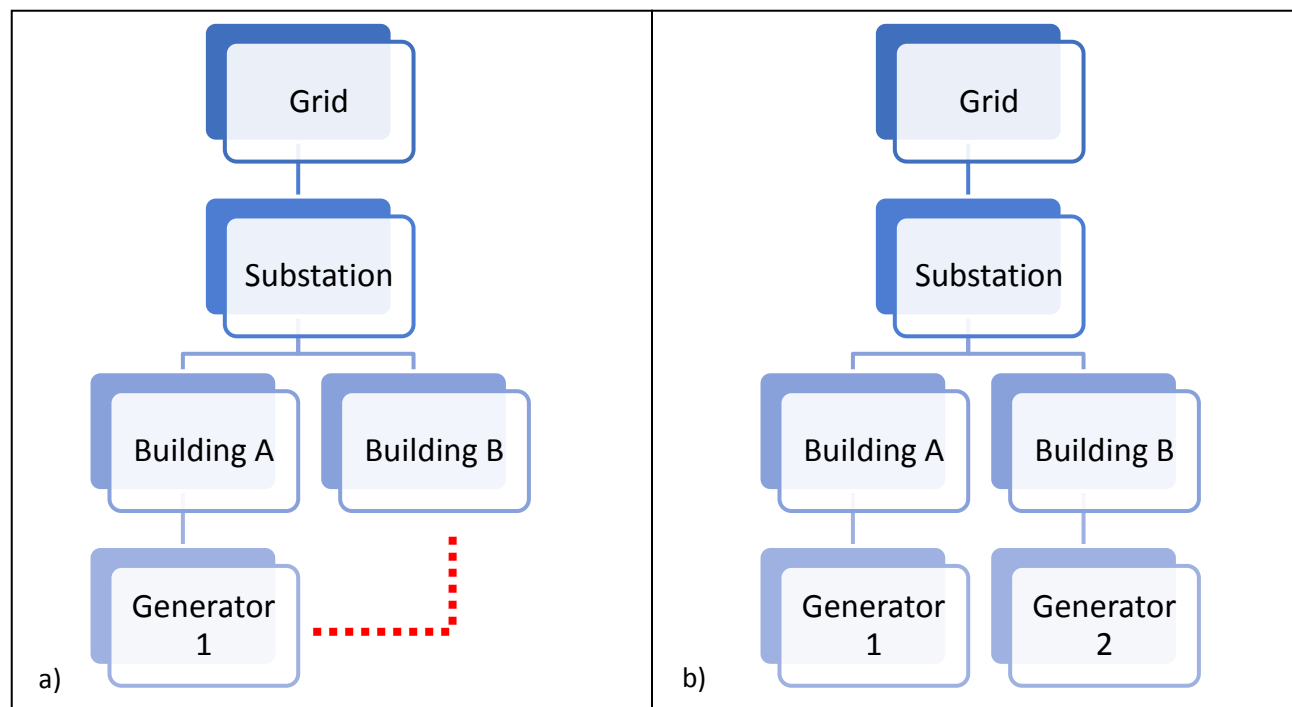 Grid
Substation
Building A
Building B
Generator
1
a)
Grid
Substation
Building A
Building B
Generator
1
Generator
2
b)